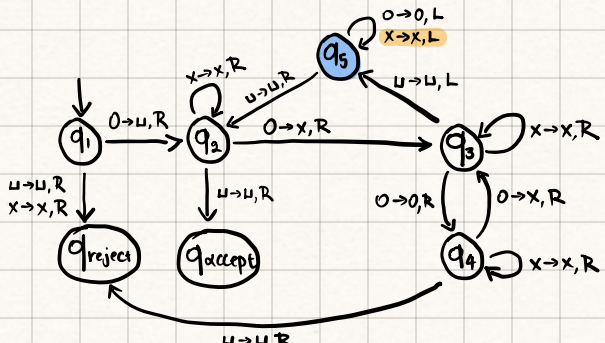 0→0,L
x→x,L
q5
x→x,R
⊔→⊔,R
⊔→⊔,L
0→⊔,R
0→x,R
q1
q2
q3
x→x,R
⊔→⊔,R
x→x,R
⊔→⊔,R
0→0,R
0→x,R
qreject
qaccept
q4
x→x,R
⊔→⊔,R